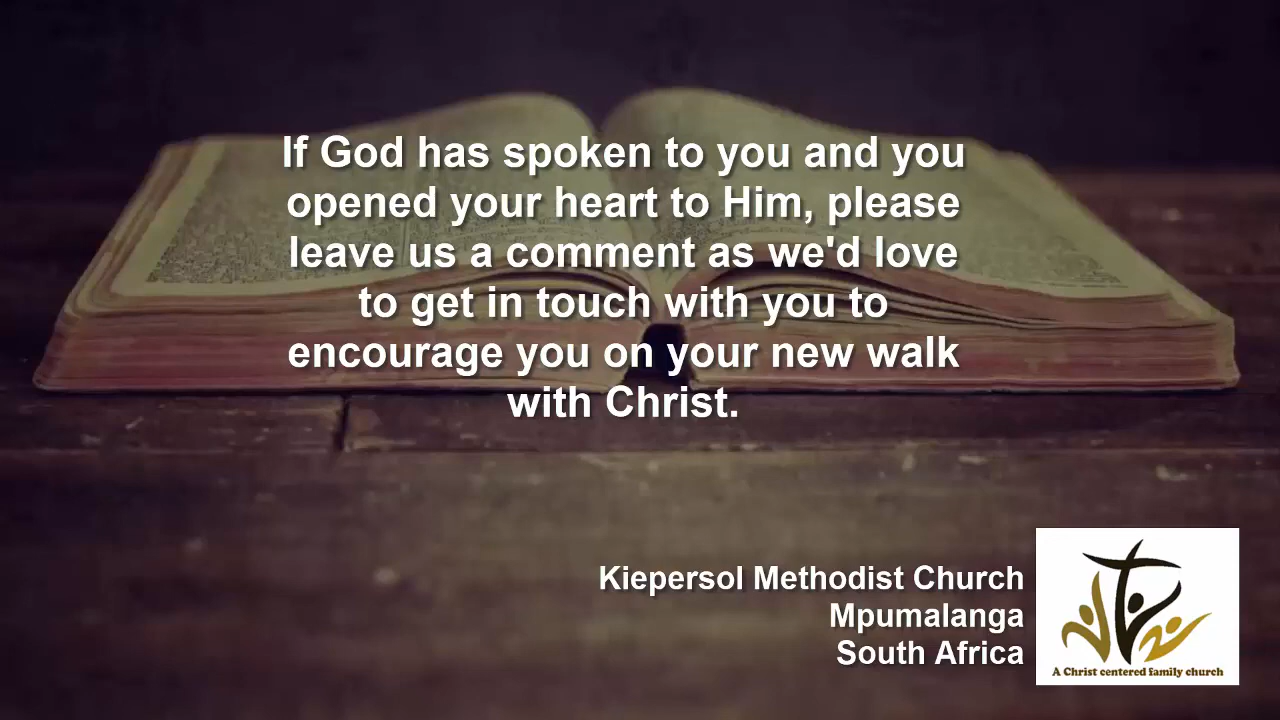 If God has spoken to you and you
opened your heart to Him, please
leave us a comment as we'd love
to get in touch with you to
encourage you on your new walk
with Christ.
Kiepersol Methodist Church
Mpumalanga
South Africa
A Christ centered family church